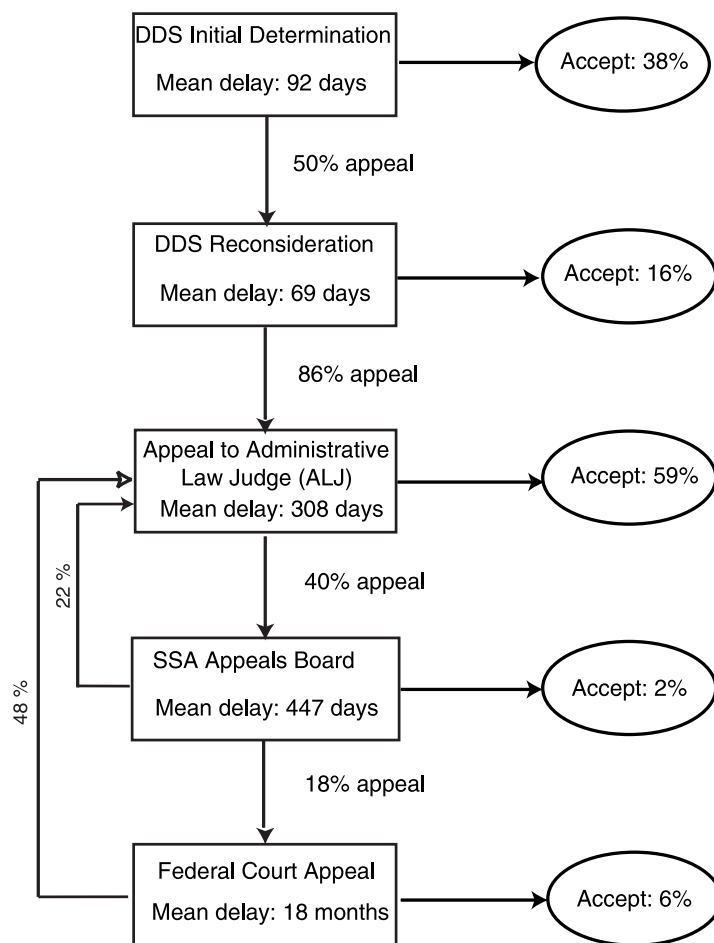 DDS Initial Determination
Mean delay: 92 days
Accept: 38%
50% appeal
DDS Reconsideration
Mean delay: 69 days
Accept: 16%
86% appeal
Appeal to Administrative
Law Judge (ALJ)
Mean delay: 308 days
Accept: 59%
40% appeal
22 %
48 %
SSA Appeals Board
Mean delay: 447 days
Accept: 2%
18% appeal
Federal Court Appeal
Mean delay: 18 months
Accept: 6%